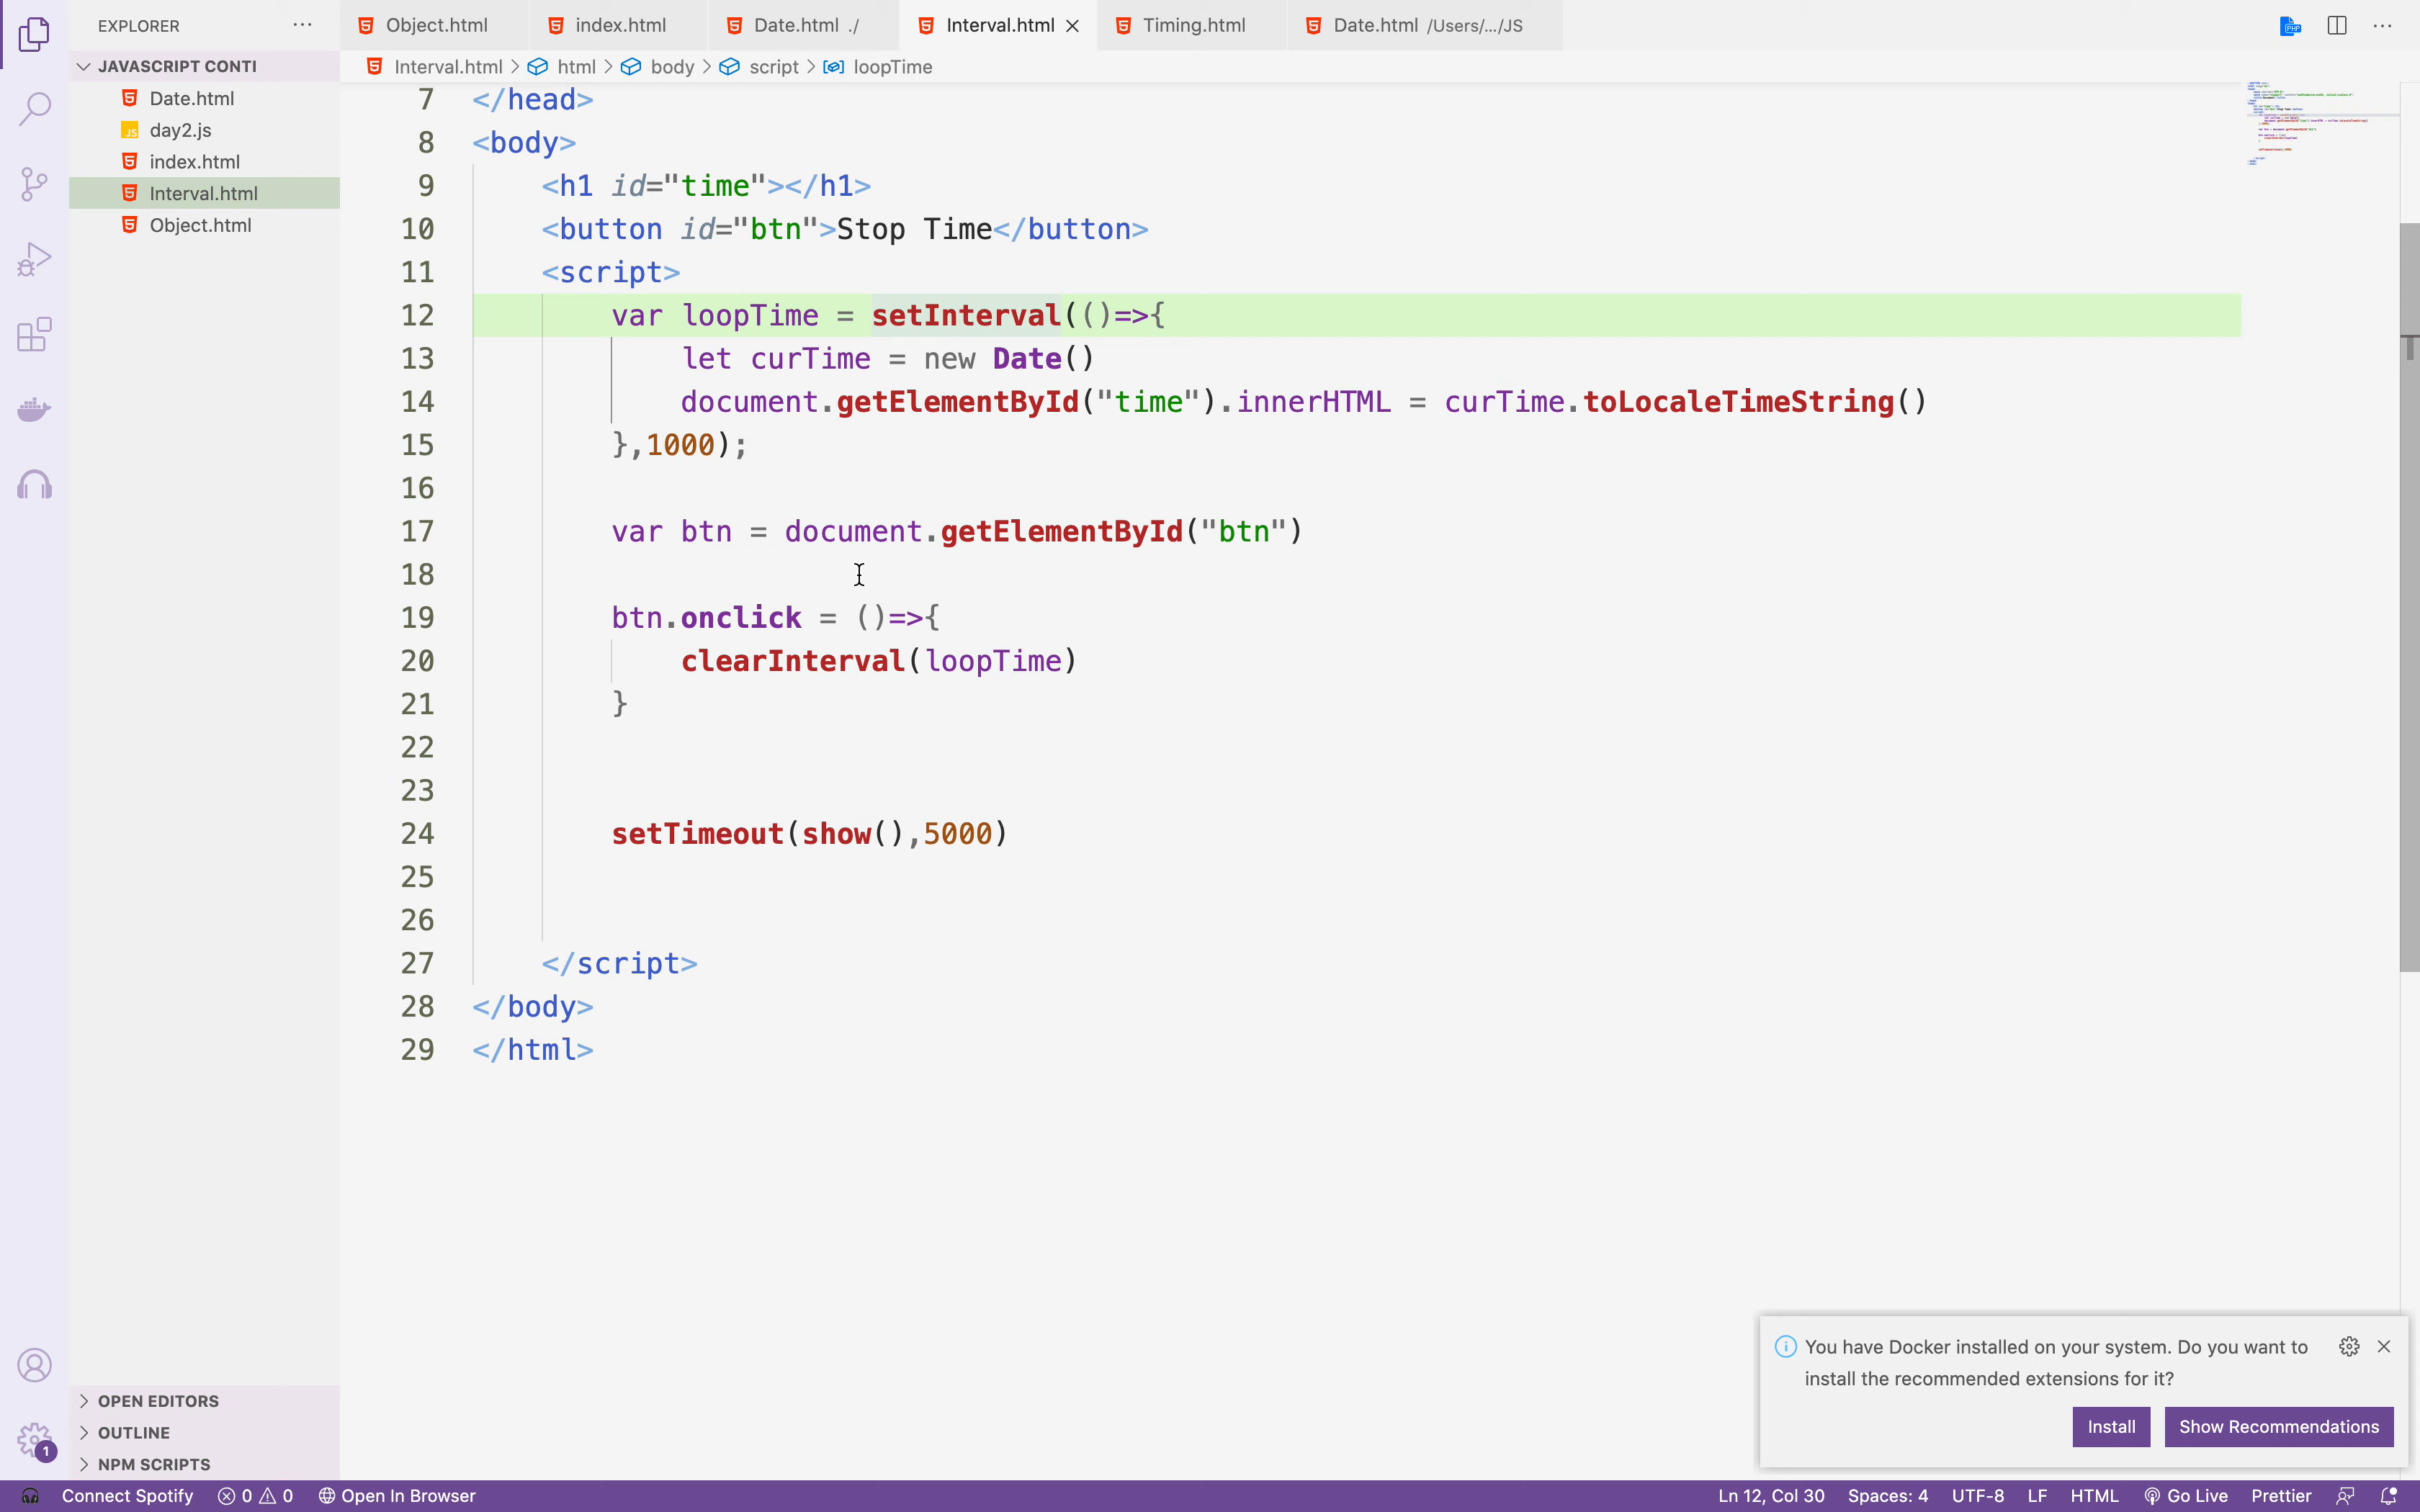 EXPLORER
JAVASCRIPT CONTI
Date.html
day2.js
index.html
Interval.html
Object.html
OPEN EDITORS
OUTLINE
NPM SCRIPTS
Object.html index.html Date.html ./ Interval.html Timing.html Date.html /Users/.../JS
Interval.html > html > body > script > loopTime
7 </head>
8 <body>
9 <h1 id="time"></h1>
10 <button id="btn">Stop Time</button>
11 <script>
12 var loopTime = setInterval(()=>{
13 let curTime = new Date()
14 document.getElementById("time").innerHTML = curTime.toLocaleTimeString()
15 },1000);
16
17 var btn = document.getElementById("btn")
18
19 btn.onclick = ()=>{
20 clearInterval(loopTime)
21 }
22
23
24 setTimeout(show(),5000)
25
26
27 </script>
28 </body>
29 </html>
You have Docker installed on your system. Do you want to
install the recommended extensions for it?
Install Show Recommendations
1
Connect Spotify 0 0 Open In Browser Ln 12, Col 30 Spaces: 4 UTF-8 LF HTML Go Live Prettier